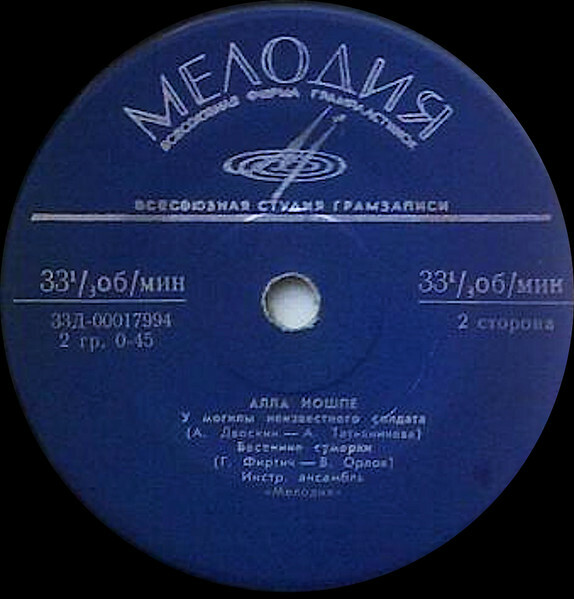 МЕЛОДИЯ
ВСЕСОЮЗНАЯ ФИРМА ГРАМПЛАСТИНОК
ВСЕСОЮЗНАЯ СТУДИЯ ГРАМЗАПИСИ
33⅓об/мин
33⅓об/мин
33Д-00017994
2 гр. 0-45
2 сторона
АЛЛА ИОШПЕ
У могилы неизвестного солдата
(А. Двоскин — А. Татьяничева)
Весенние сумерки
(Г. Фиртич — В. Орлов)
Инстр. ансамбль
«Мелодия»